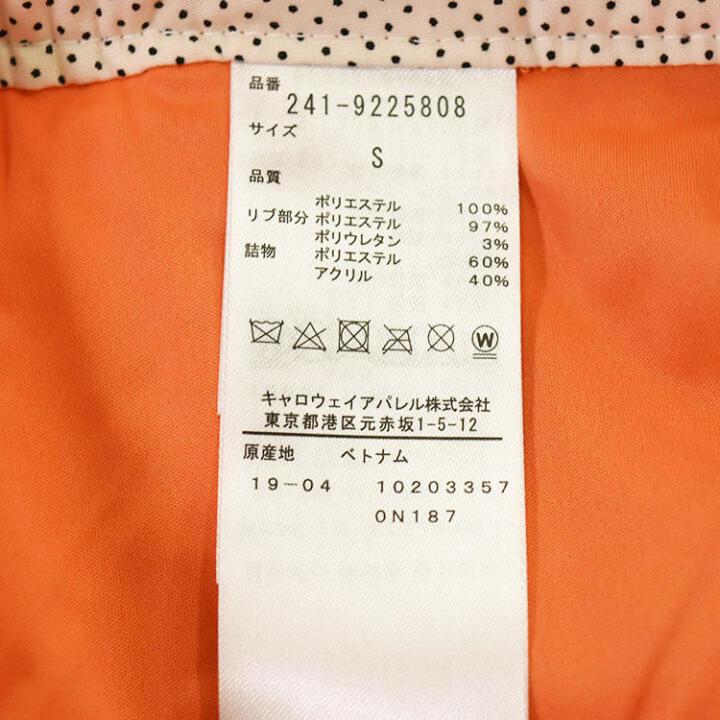 品番
241-9225808
サイズ
S
品質
ポリエステル 100%
リブ部分 ポリエステル 97%
ポリウレタン 3%
詰物 ポリエステル 60%
アクリル 40%
W
キャロウェイアパレル株式会社
東京都港区元赤坂1-5-12
原産地 ベトナム
19-04 10203357
0N187